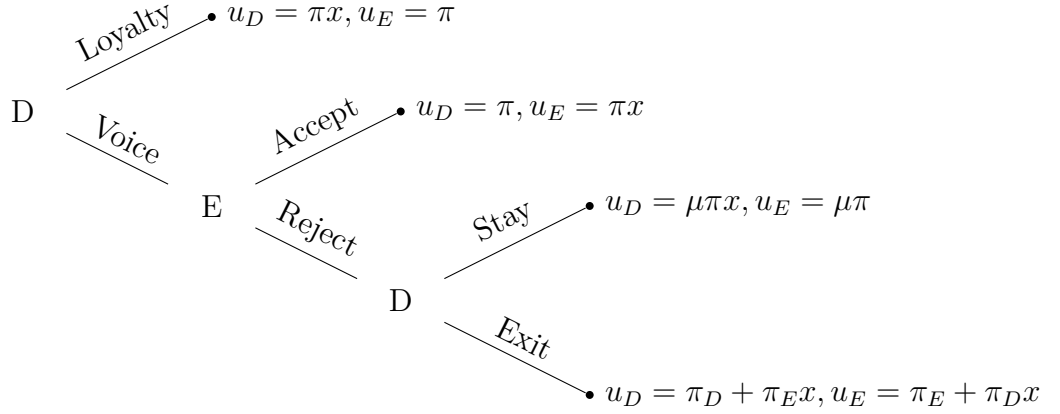 Loyalty
u_D = πx, u_E = π
D
Voice
Accept
u_D = π, u_E = πx
E
Reject
Stay
u_D = μπx, u_E = μπ
D
Exit
u_D = π_D + π_E x, u_E = π_E + π_D x